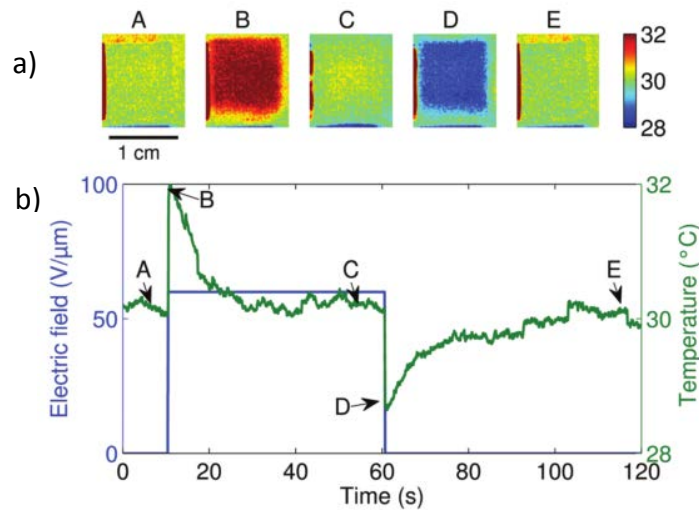 A B C D E
a)
32
30
28
1 cm
b)
100
50
0
Electric field (V/µm)
A
B
C
D
E
32
30
28
Temperature (°C)
0 20 40 60 80 100 120
Time (s)